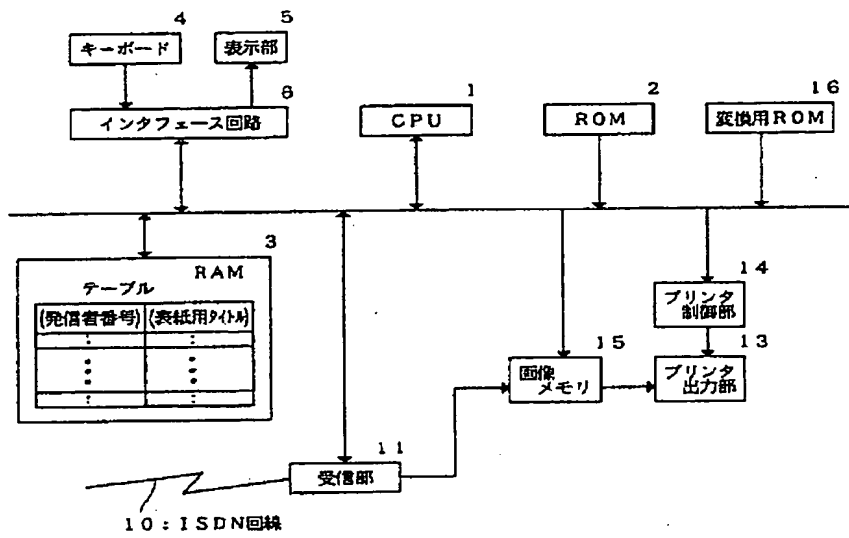 4
キーボード
5
表示部
6
インタフェース回路
1
CPU
2
ROM
16
変換用ROM
3
RAM
テーブル
(発信者番号) (表紙用タイトル)
14
プリンタ
制御部
15
画像
メモリ
13
プリンタ
出力部
11
受信部
10:ISDN回線